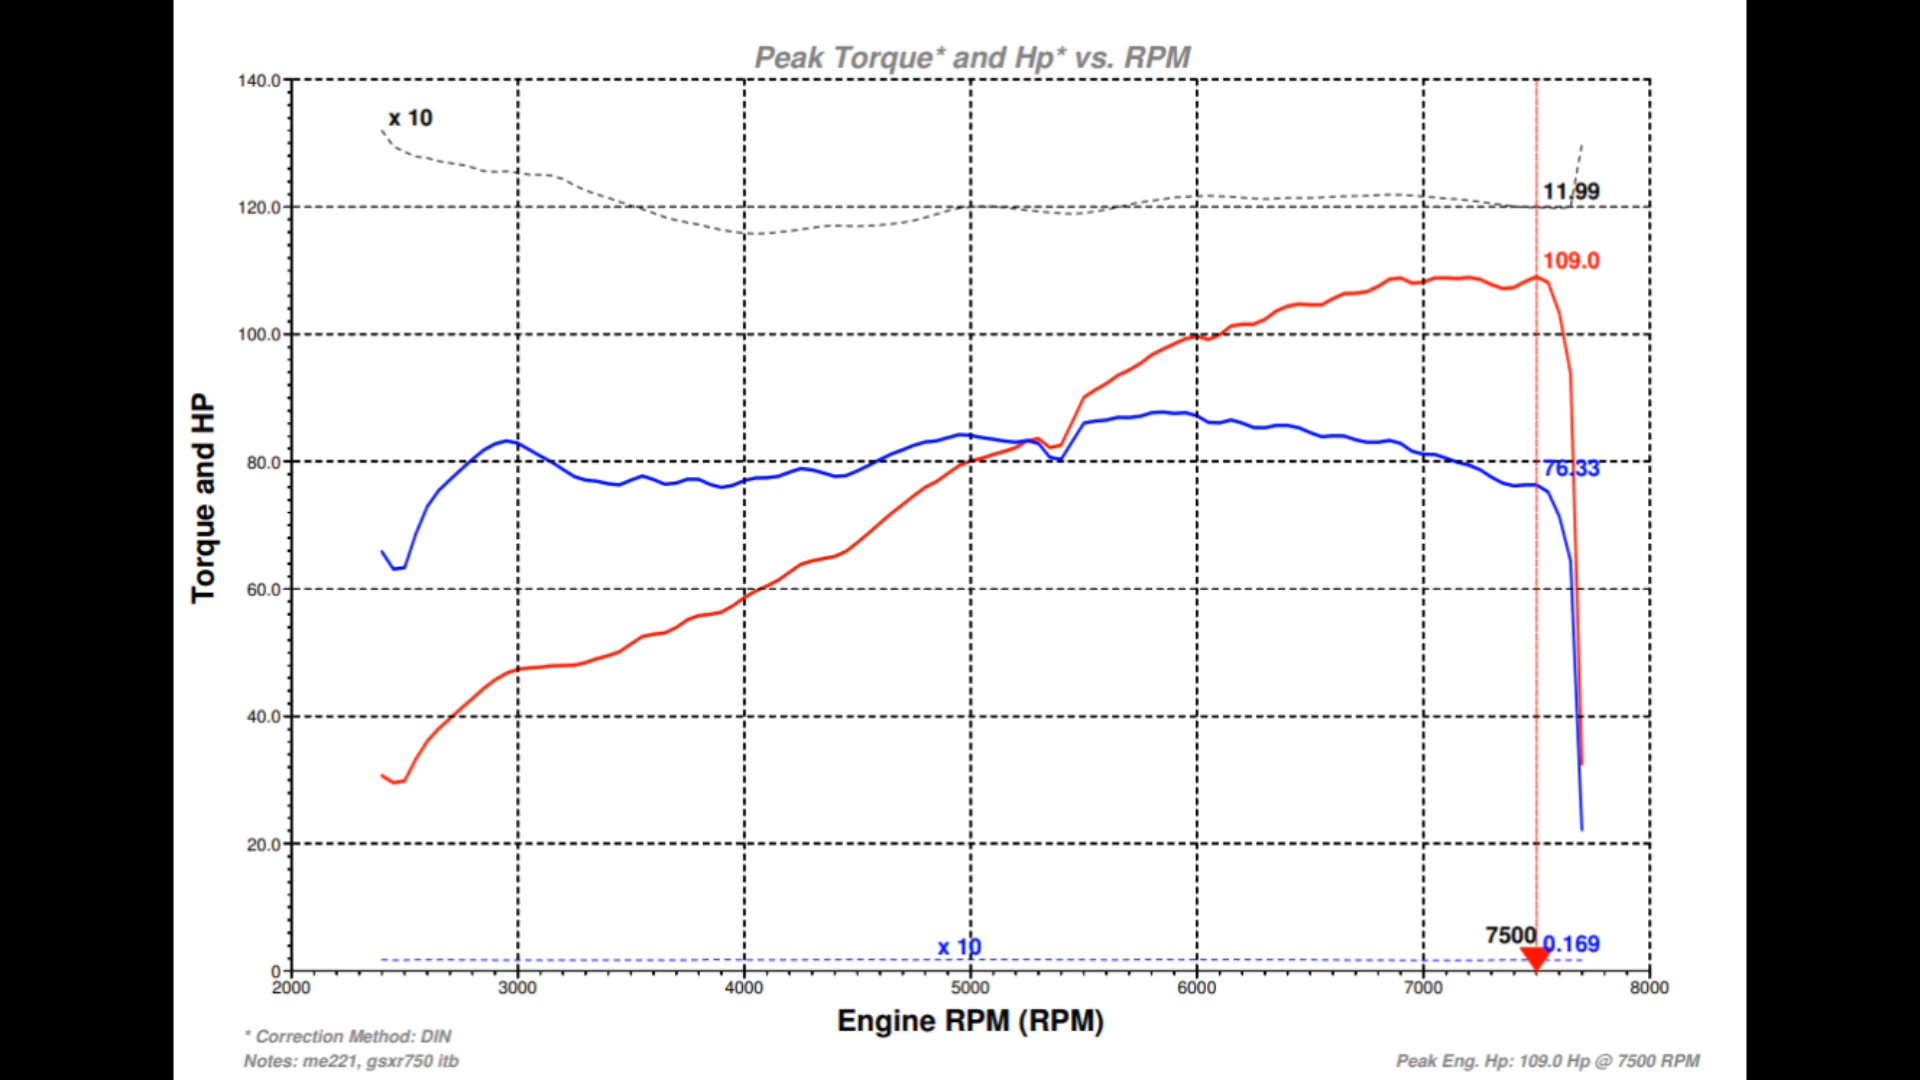 Peak Torque* and Hp* vs. RPM
140.0
x 10
11.99
120.0
109.0
100.0
80.0
76.33
Torque and HP
60.0
40.0
20.0
x 10
7500
0.169
0
2000 3000 4000 5000 6000 7000 8000
Engine RPM (RPM)
* Correction Method: DIN
Notes: me221, gsxr750 itb
Peak Eng. Hp: 109.0 Hp @ 7500 RPM